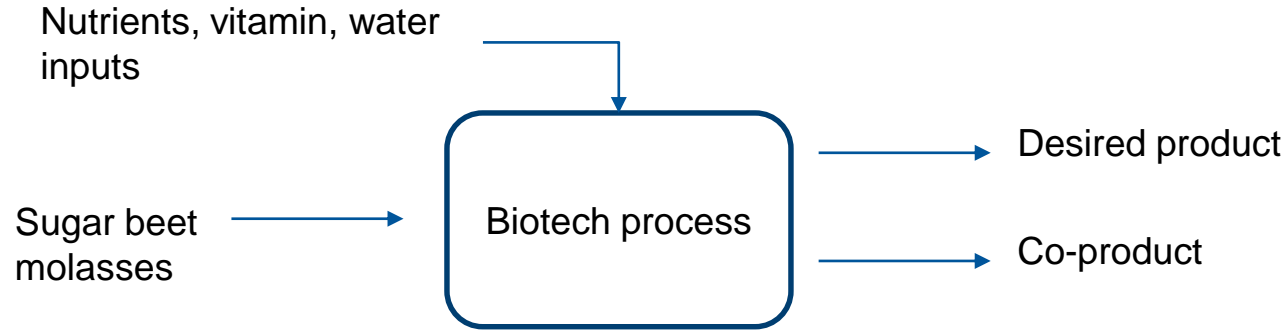 Nutrients, vitamin, water
inputs
Desired product
Sugar beet
molasses
Biotech process
Co-product